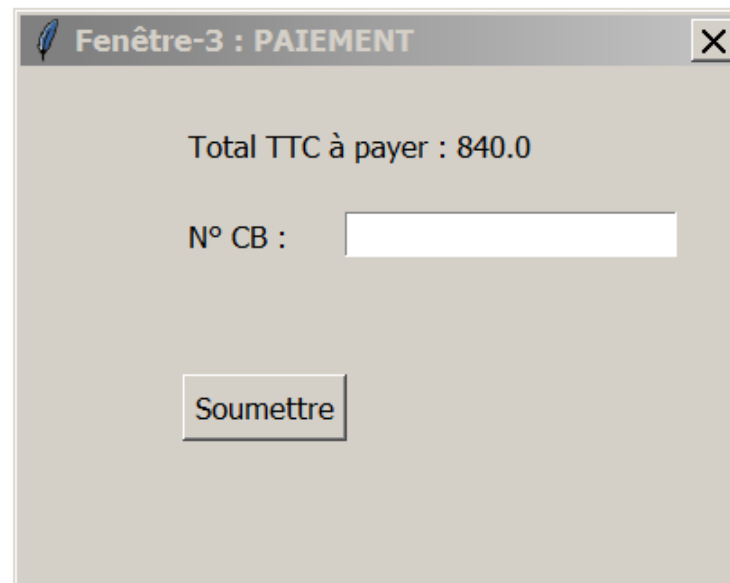 Fenêtre-3 : PAIEMENT
Total TTC à payer : 840.0
N° CB :
Soumettre